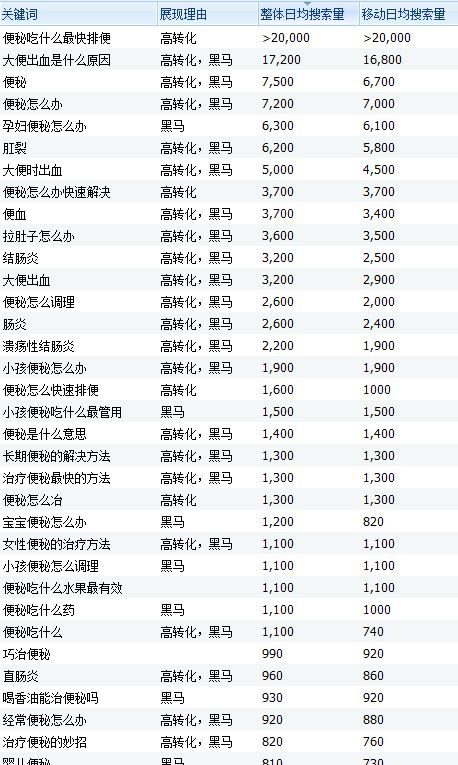 关键词 展现理由 整体日均搜索量 移动日均搜索量
便秘吃什么最快排便 高转化 >20,000 >20,000
大便出血是什么原因 高转化，黑马 17,200 16,800
便秘 高转化，黑马 7,500 6,700
便秘怎么办 高转化，黑马 7,200 7,000
孕妇便秘怎么办 黑马 6,300 6,100
肛裂 高转化，黑马 6,200 5,800
大便时出血 高转化，黑马 5,000 4,500
便秘怎么办快速解决 高转化 3,700 3,700
便血 高转化，黑马 3,700 3,400
拉肚子怎么办 高转化，黑马 3,600 3,500
结肠炎 高转化，黑马 3,200 2,500
大便出血 高转化，黑马 3,200 2,900
便秘怎么调理 高转化，黑马 2,600 2,000
肠炎 高转化，黑马 2,600 2,400
溃疡性结肠炎 高转化，黑马 2,200 1,900
小孩便秘怎么办 高转化，黑马 1,900 1,900
便秘怎么快速排便 高转化 1,600 1000
小孩便秘吃什么最管用 黑马 1,500 1,500
便秘是什么意思 高转化，黑马 1,400 1,400
长期便秘的解决方法 高转化，黑马 1,300 1,300
治疗便秘最快的方法 高转化，黑马 1,300 1,300
便秘怎么冶 高转化 1,300 1,300
宝宝便秘怎么办 黑马 1,200 820
女性便秘的治疗方法 高转化，黑马 1,100 1,100
小孩便秘怎么调理 黑马 1,100 1,100
便秘吃什么水果最有效 1,100 1,100
便秘吃什么药 黑马 1,100 1000
便秘吃什么 高转化，黑马 1,100 740
巧治便秘 990 920
直肠炎 高转化，黑马 960 860
喝香油能治便秘吗 黑马 930 920
经常便秘怎么办 高转化，黑马 920 880
治疗便秘的妙招 高转化，黑马 820 760
婴儿便秘 黑马 810 730